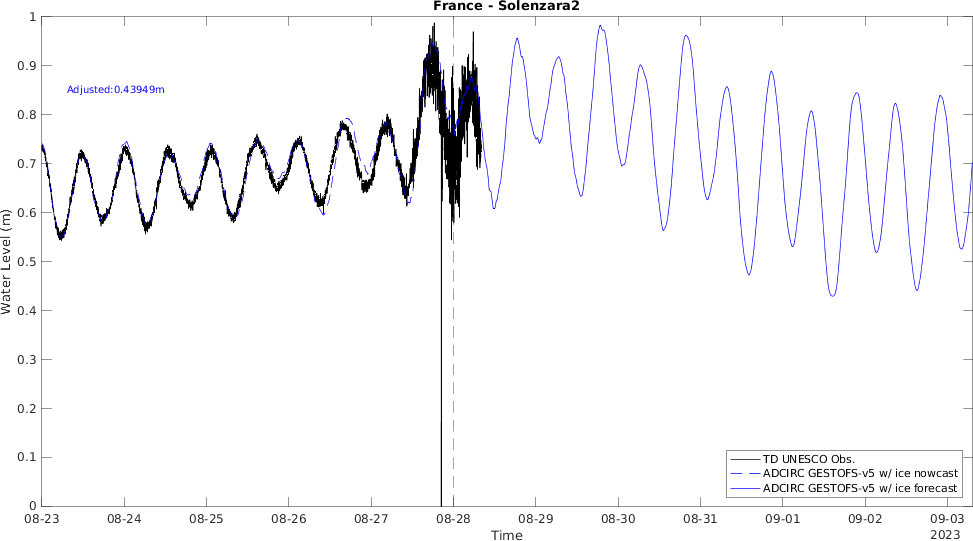 France - Solenzara2
1
0.9
0.8
0.7
0.6
0.5
0.4
0.3
0.2
0.1
0
Water Level (m)
Adjusted:0.43949m
TD UNESCO Obs.
ADCIRC GESTOFS-v5 w/ ice nowcast
ADCIRC GESTOFS-v5 w/ ice forecast
08-23 08-24 08-25 08-26 08-27 08-28 08-29 08-30 08-31 09-01 09-02 09-03
Time
2023